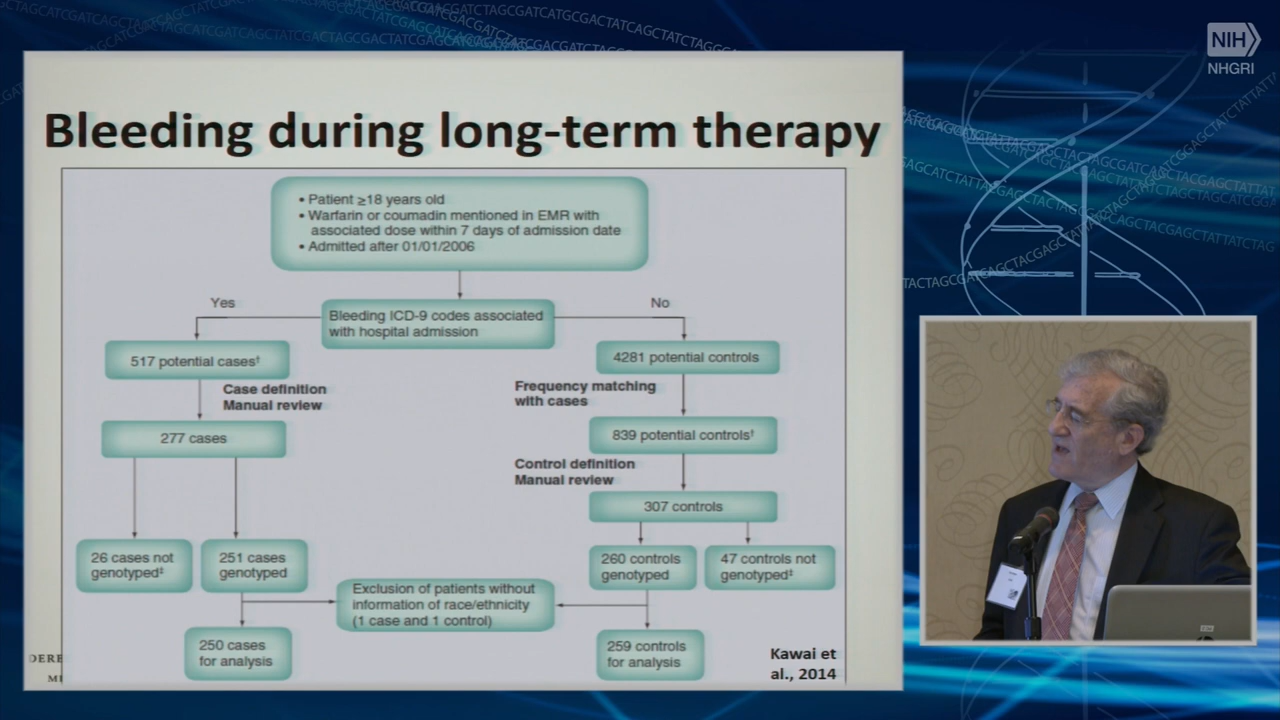 NIH
NHGRI
Bleeding during long-term therapy
• Patient ≥18 years old
• Warfarin or coumadin mentioned in EMR with
associated dose within 7 days of admission date
• Admitted after 01/01/2006
Yes
No
Bleeding ICD-9 codes associated
with hospital admission
517 potential cases†
4281 potential controls
Case definition
Manual review
Frequency matching
with cases
277 cases
839 potential controls†
Control definition
Manual review
307 controls
26 cases not
genotyped‡
251 cases
genotyped
260 controls
genotyped
47 controls not
genotyped‡
Exclusion of patients without
information of race/ethnicity
(1 case and 1 control)
250 cases
for analysis
259 controls
for analysis
Kawai et
al., 2014